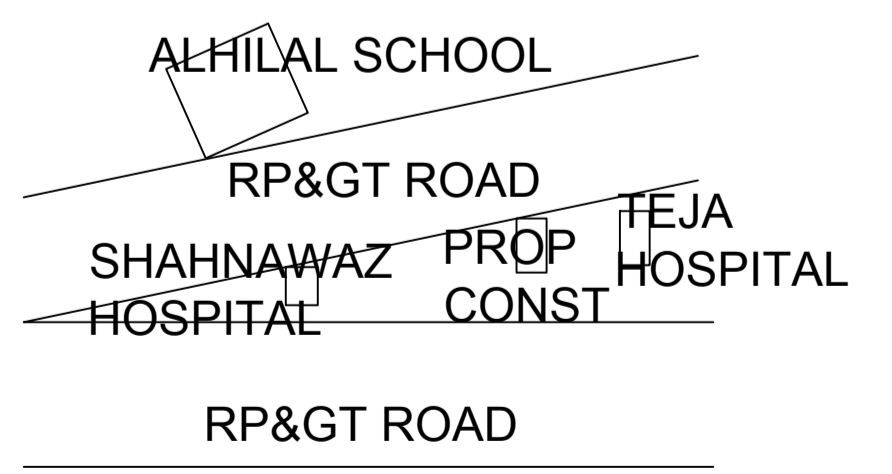 ALHILAL SCHOOL
RP&GT ROAD
SHAHNAWAZ
HOSPITAL
PROP
CONST
TEJA
HOSPITAL
RP&GT ROAD